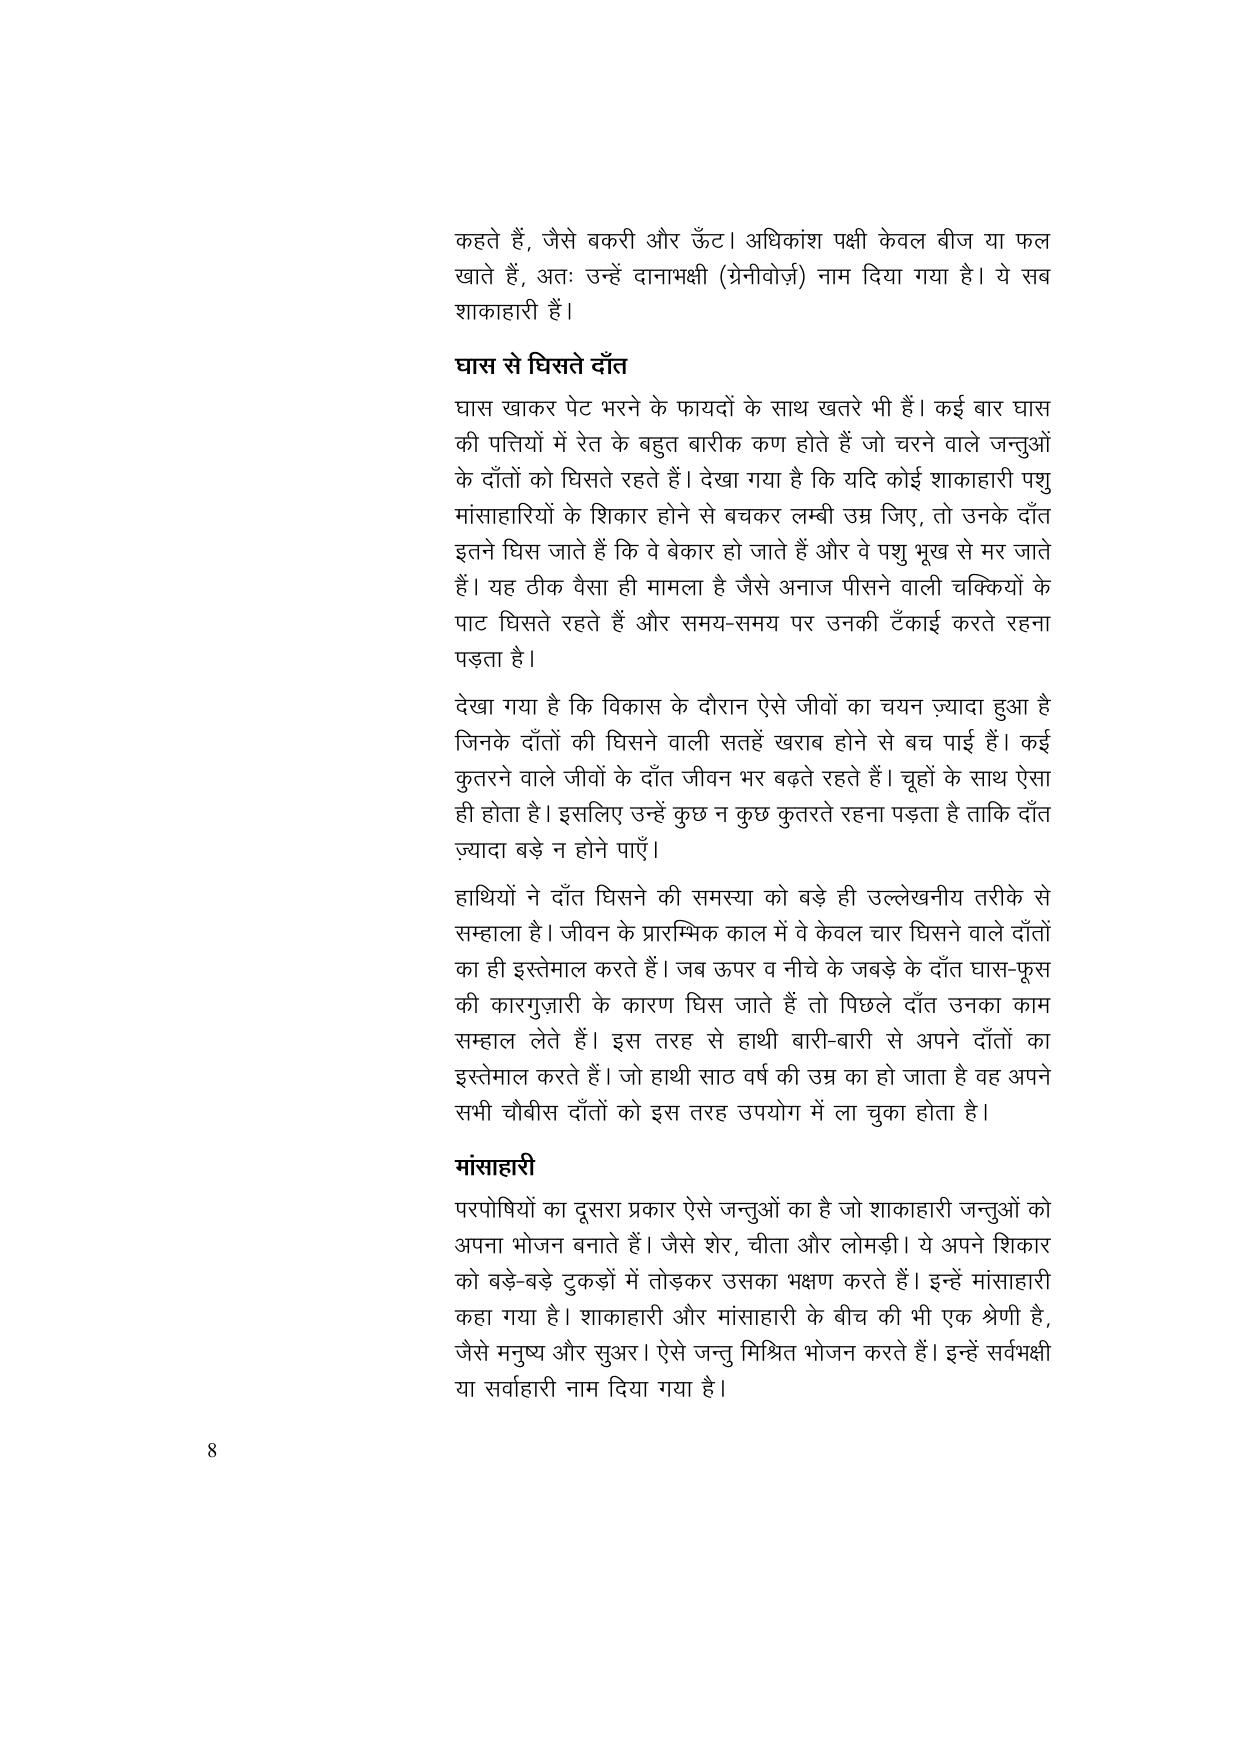 कहते हैं, जैसे बकरी और ऊँट। अधिकांश पक्षी केवल बीज या फल
खाते हैं, अतः उन्हें दानाभक्षी (ग्रेनीवोर्ज़) नाम दिया गया है। ये सब
शाकाहारी हैं।
घास से घिसते दाँत
घास खाकर पेट भरने के फायदों के साथ खतरे भी हैं। कई बार घास
की पत्तियों में रेत के बहुत बारीक कण होते हैं जो चरने वाले जन्तुओं
के दाँतों को घिसते रहते हैं। देखा गया है कि यदि कोई शाकाहारी पशु
मांसाहारियों के शिकार होने से बचकर लम्बी उम्र जिए, तो उनके दाँत
इतने घिस जाते हैं कि वे बेकार हो जाते हैं और वे पशु भूख से मर जाते
हैं। यह ठीक वैसा ही मामला है जैसे अनाज पीसने वाली चक्कियों के
पाट घिसते रहते हैं और समय-समय पर उनकी टँकाई करते रहना
पड़ता है।
देखा गया है कि विकास के दौरान ऐसे जीवों का चयन ज़्यादा हुआ है
जिनके दाँतों की घिसने वाली सतहें खराब होने से बच पाई हैं। कई
कुतरने वाले जीवों के दाँत जीवन भर बढ़ते रहते हैं। चूहों के साथ ऐसा
ही होता है। इसलिए उन्हें कुछ न कुछ कुतरते रहना पड़ता है ताकि दाँत
ज़्यादा बड़े न होने पाएँ।
हाथियों ने दाँत घिसने की समस्या को बड़े ही उल्लेखनीय तरीके से
सम्हाला है। जीवन के प्रारम्भिक काल में वे केवल चार घिसने वाले दाँतों
का ही इस्तेमाल करते हैं। जब ऊपर व नीचे के जबड़े के दाँत घास-फूस
की कारगुज़ारी के कारण घिस जाते हैं तो पिछले दाँत उनका काम
सम्हाल लेते हैं। इस तरह से हाथी बारी-बारी से अपने दाँतों का
इस्तेमाल करते हैं। जो हाथी साठ वर्ष की उम्र का हो जाता है वह अपने
सभी चौबीस दाँतों को इस तरह उपयोग में ला चुका होता है।
मांसाहारी
परपोषियों का दूसरा प्रकार ऐसे जन्तुओं का है जो शाकाहारी जन्तुओं को
अपना भोजन बनाते हैं। जैसे शेर, चीता और लोमड़ी। ये अपने शिकार
को बड़े-बड़े टुकड़ों में तोड़कर उसका भक्षण करते हैं। इन्हें मांसाहारी
कहा गया है। शाकाहारी और मांसाहारी के बीच की भी एक श्रेणी है,
जैसे मनुष्य और सुअर। ऐसे जन्तु मिश्रित भोजन करते हैं। इन्हें सर्वभक्षी
या सर्वाहारी नाम दिया गया है।
8